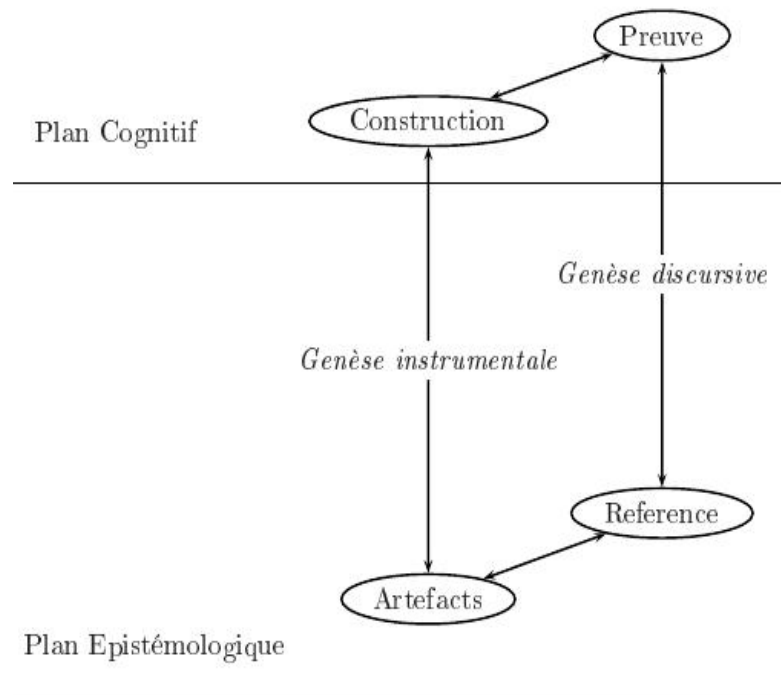 Preuve
Construction
Plan Cognitif
Genèse discursive
Genèse instrumentale
Reference
Artefacts
Plan Epistémologique